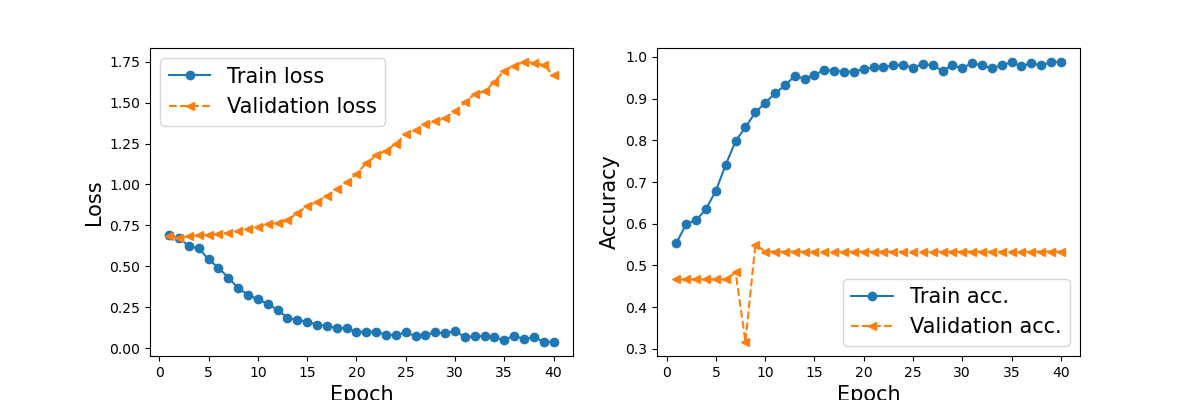 Train loss
Validation loss
Loss
1.75
1.50
1.25
1.00
0.75
0.50
0.25
0.00
0 5 10 15 20 25 30 35 40
Epoch
Accuracy
1.0
0.9
0.8
0.7
0.6
0.5
0.4
0.3
Train acc.
Validation acc.
0 5 10 15 20 25 30 35 40
Epoch